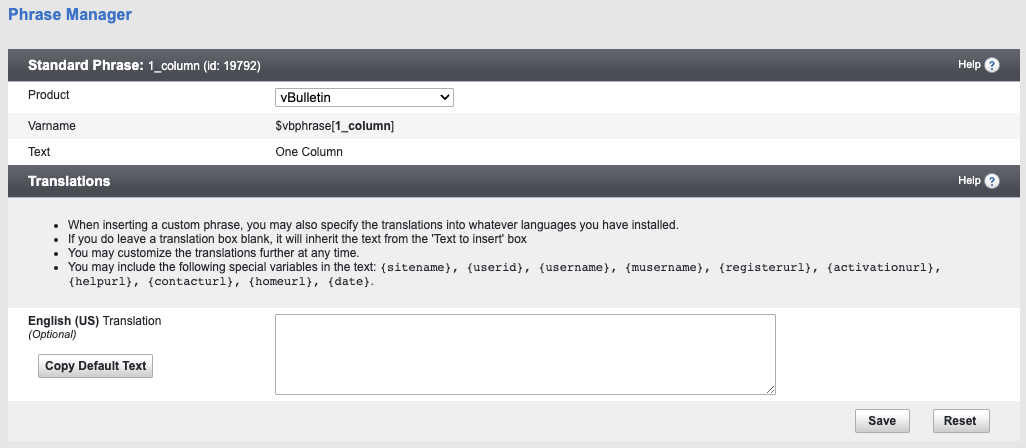 Phrase Manager
Standard Phrase: 1_column (id: 19792) Help ?
Product vBulletin
Varname $vbphrase[1_column]
Text One Column
Translations Help ?
• When inserting a custom phrase, you may also specify the translations into whatever languages you have installed.
• If you do leave a translation box blank, it will inherit the text from the 'Text to insert' box
• You may customize the translations further at any time.
• You may include the following special variables in the text: {sitename}, {userid}, {username}, {musername}, {registerurl}, {activationurl},
{helpurl}, {contacturl}, {homeurl}, {date}.
English (US) Translation
(Optional)
Copy Default Text
Save Reset